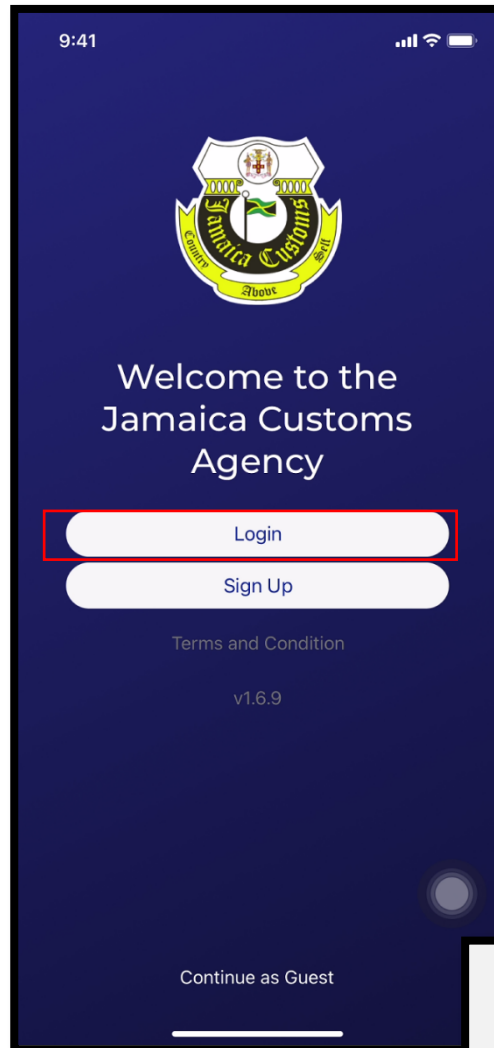 9:41
Jamaica Customs
Country Above Self
Welcome to the
Jamaica Customs
Agency
Login
Sign Up
Terms and Condition
v1.6.9
Continue as Guest